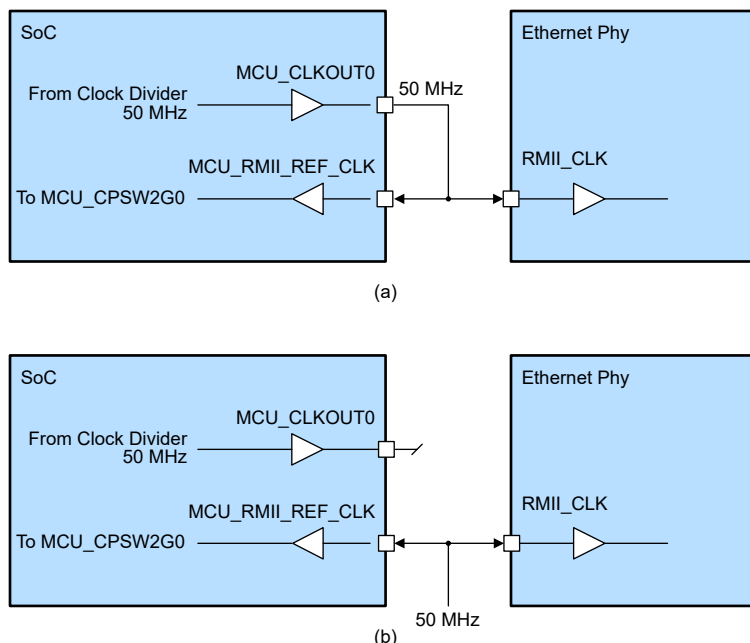 SoC
Ethernet Phy
MCU_CLKOUT0
From Clock Divider
50 MHz
50 MHz
MCU_RMII_REF_CLK
RMII_CLK
To MCU_CPSW2G0
(a)
SoC
Ethernet Phy
MCU_CLKOUT0
From Clock Divider
50 MHz
MCU_RMII_REF_CLK
RMII_CLK
To MCU_CPSW2G0
50 MHz
(b)